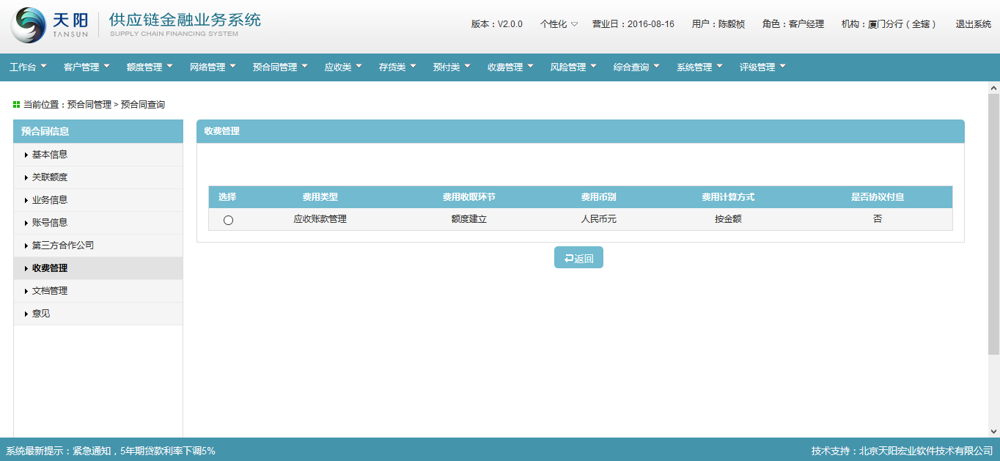 天阳 供应链金融业务系统
TANSUN SUPPLY CHAIN FINANCING SYSTEM
版本：V2.0.0 个性化 营业日：2016-08-16 用户：陈毅桢 角色：客户经理 机构：厦门分行（全辖） 退出系统
工作台 客户管理 额度管理 网络管理 预合同管理 应收类 存货类 预付类 收费管理 风险管理 综合查询 系统管理 评级管理
当前位置：预合同管理 > 预合同查询
预合同信息
基本信息
关联额度
业务信息
账号信息
第三方合作公司
收费管理
文档管理
意见
收费管理
选择 费用类型 费用收取环节 费用币别 费用计算方式 是否协议付息
应收账款管理 额度建立 人民币元 按金额 否
返回
系统最新提示：紧急通知，5年期贷款利率下调5% 技术支持：北京天阳宏业软件技术有限公司